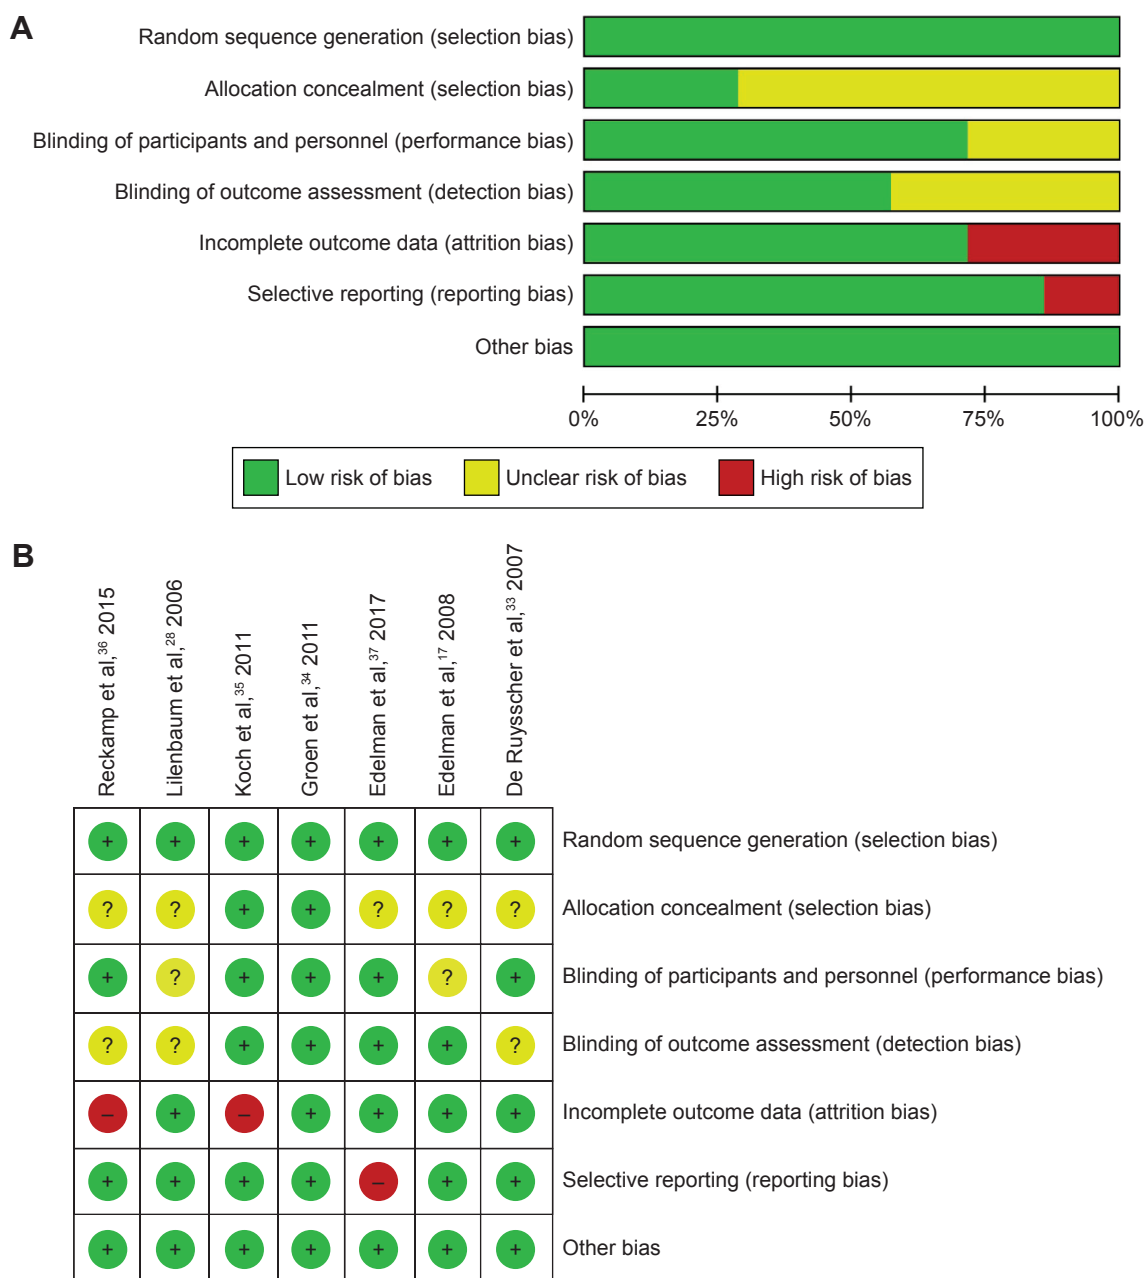 A
Random sequence generation (selection bias)
Allocation concealment (selection bias)
Blinding of participants and personnel (performance bias)
Blinding of outcome assessment (detection bias)
Incomplete outcome data (attrition bias)
Selective reporting (reporting bias)
Other bias
0% 25% 50% 75% 100%
Low risk of bias Unclear risk of bias High risk of bias
B
Reckamp et al,³⁶ 2015
Lilenbaum et al,²⁸ 2006
Koch et al,³⁵ 2011
Groen et al,³⁴ 2011
Edelman et al,³⁷ 2017
Edelman et al,¹⁷ 2008
De Ruysscher et al,³³ 2007
+ + + + + + + Random sequence generation (selection bias)
? ? + + ? ? ? Allocation concealment (selection bias)
+ ? + + + ? + Blinding of participants and personnel (performance bias)
? ? + + + + ? Blinding of outcome assessment (detection bias)
– + – + + + + Incomplete outcome data (attrition bias)
+ + + + – + + Selective reporting (reporting bias)
+ + + + + + + Other bias